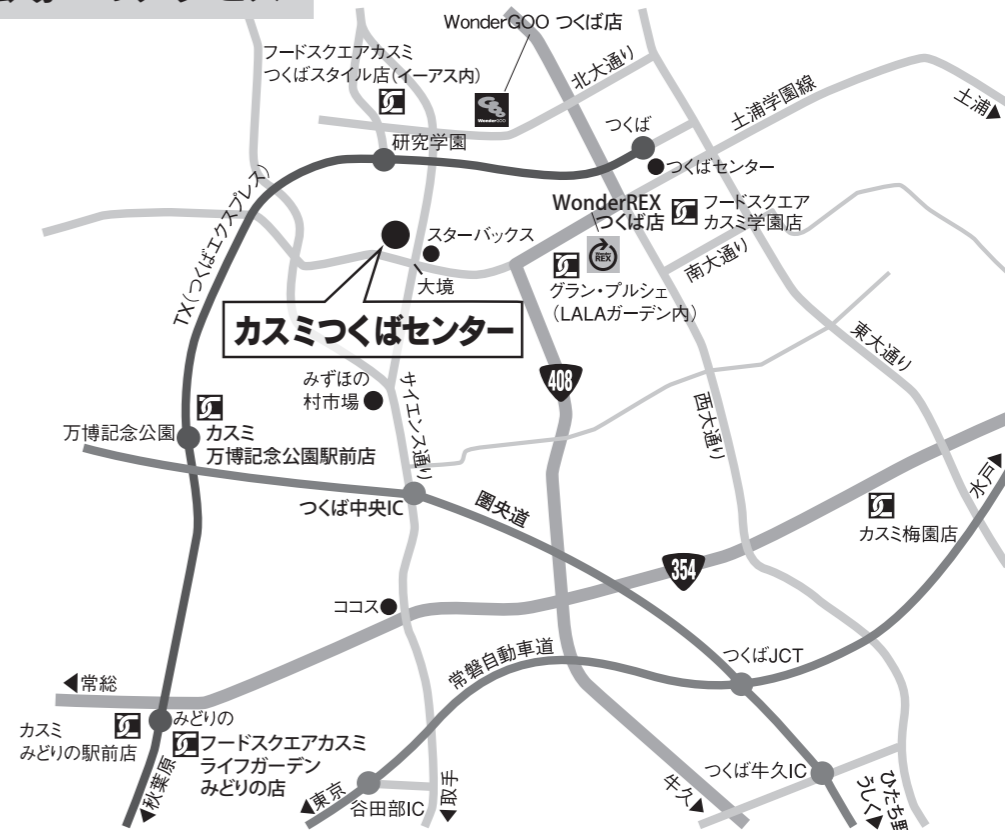 WonderGOO つくば店
フードスクエアカスミ
つくばスタイル店(イーアス内)
北大通り
WonderGOO
土浦学園線
土浦▲
つくば
研究学園
つくばセンター
TX(つくばエクスプレス)
WonderREX
つくば店
フードスクエア
カスミ学園店
スターバックス
南大通り
大境
グラン・プルシェ
(LALAガーデン内)
カスミつくばセンター
東大通り
みずほの
村市場
サイエンス通り
408
西大通り
万博記念公園
カスミ
万博記念公園駅前店
つくば中央IC
圏央道
水戸▲
カスミ梅園店
354
ココス
常磐自動車道
つくばJCT
◀常総
カスミ
みどりの駅前店
みどりの
フードスクエアカスミ
ライフガーデン
みどりの店
◀秋葉原
◀東京
谷田部IC
◀取手
牛久▶
つくば牛久IC
ひたち野
うしく▶